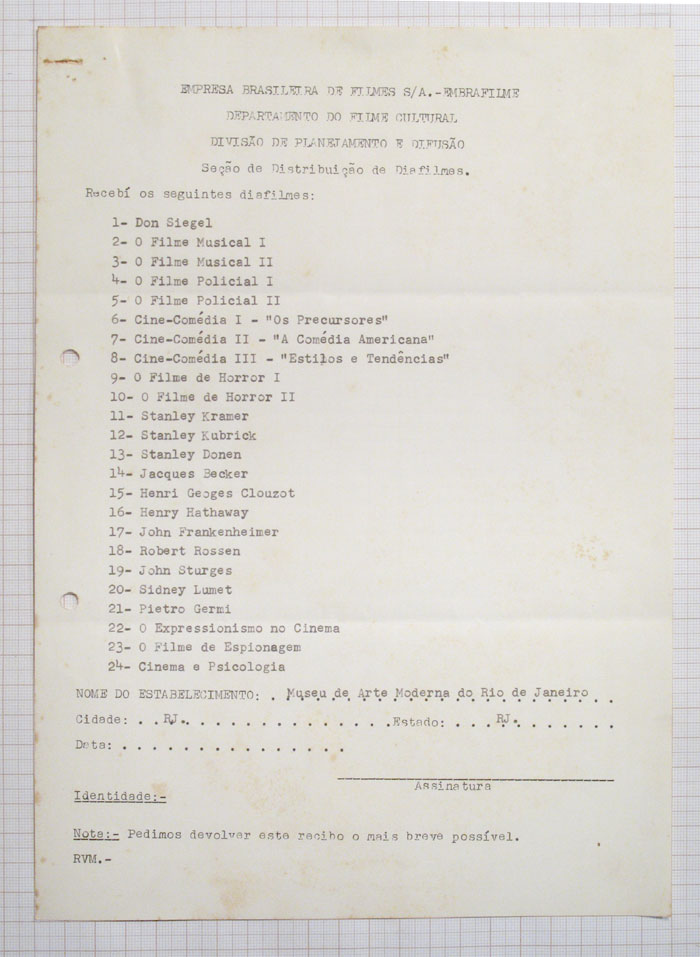 EMPRESA BRASILEIRA DE FILMES S/A.-EMBRAFILME
DEPARTAMENTO DO FILME CULTURAL
DIVISÃO DE PLANEJAMENTO E DIFUSÃO
Seção de Distribuição de Diafilmes.
Recebí os seguintes diafilmes:
1- Don Siegel
2- O Filme Musical I
3- O Filme Musical II
4- O Filme Policial I
5- O Filme Policial II
6- Cine-Comédia I - "Os Precursores"
7- Cine-Comédia II - "A Comédia Americana"
8- Cine-Comédia III - "Estilos e Tendências"
9- O Filme de Horror I
10- O Filme de Horror II
11- Stanley Kramer
12- Stanley Kubrick
13- Stanley Donen
14- Jacques Becker
15- Henri Geoges Clouzot
16- Henry Hathaway
17- John Frankenheimer
18- Robert Rossen
19- John Sturges
20- Sidney Lumet
21- Pietro Germi
22- O Expressionismo no Cinema
23- O Filme de Espionagem
24- Cinema e Psicologia
NOME DO ESTABELECIMENTO: . Museu de Arte Moderna do Rio de Janeiro . .
Cidade: . . RJ. . . . . . . . . . . . . . .Estado: . . . RJ. . . . . . .
Data: . . . . . . . . . . . . . . . .
Assinatura
Identidade:-
Nota:- Pedimos devolver este recibo o mais breve possível.
RVM.-